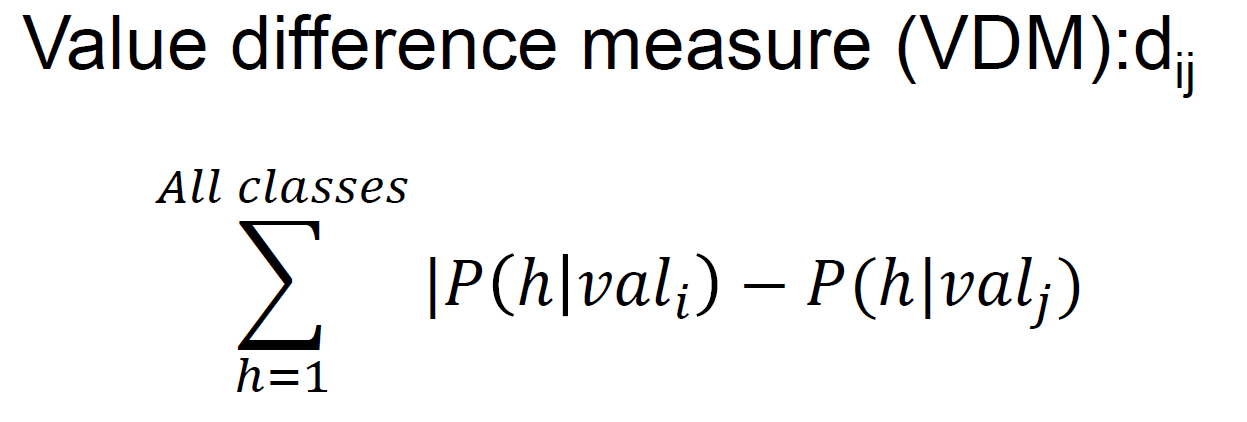 Value difference measure (VDM):dij
All classes
∑ |P(h|vali) − P(h|valj)
h=1